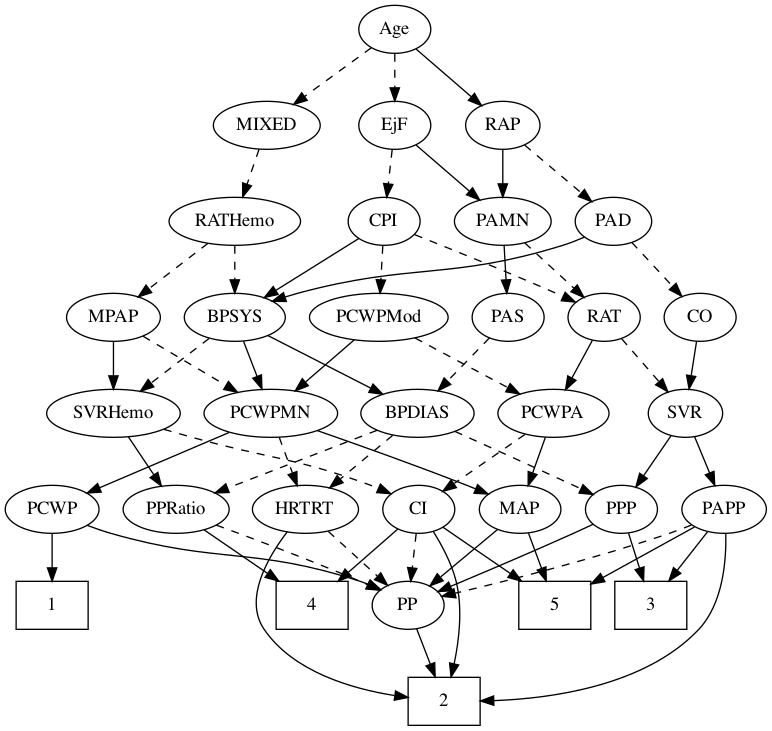 Age
MIXED EjF RAP
RATHemo CPI PAMN PAD
MPAP BPSYS PCWPMod PAS RAT CO
SVRHemo PCWPMN BPDIAS PCWPA SVR
PCWP PPRatio HRTRT CI MAP PPP PAPP
1 4 PP 5 3
2